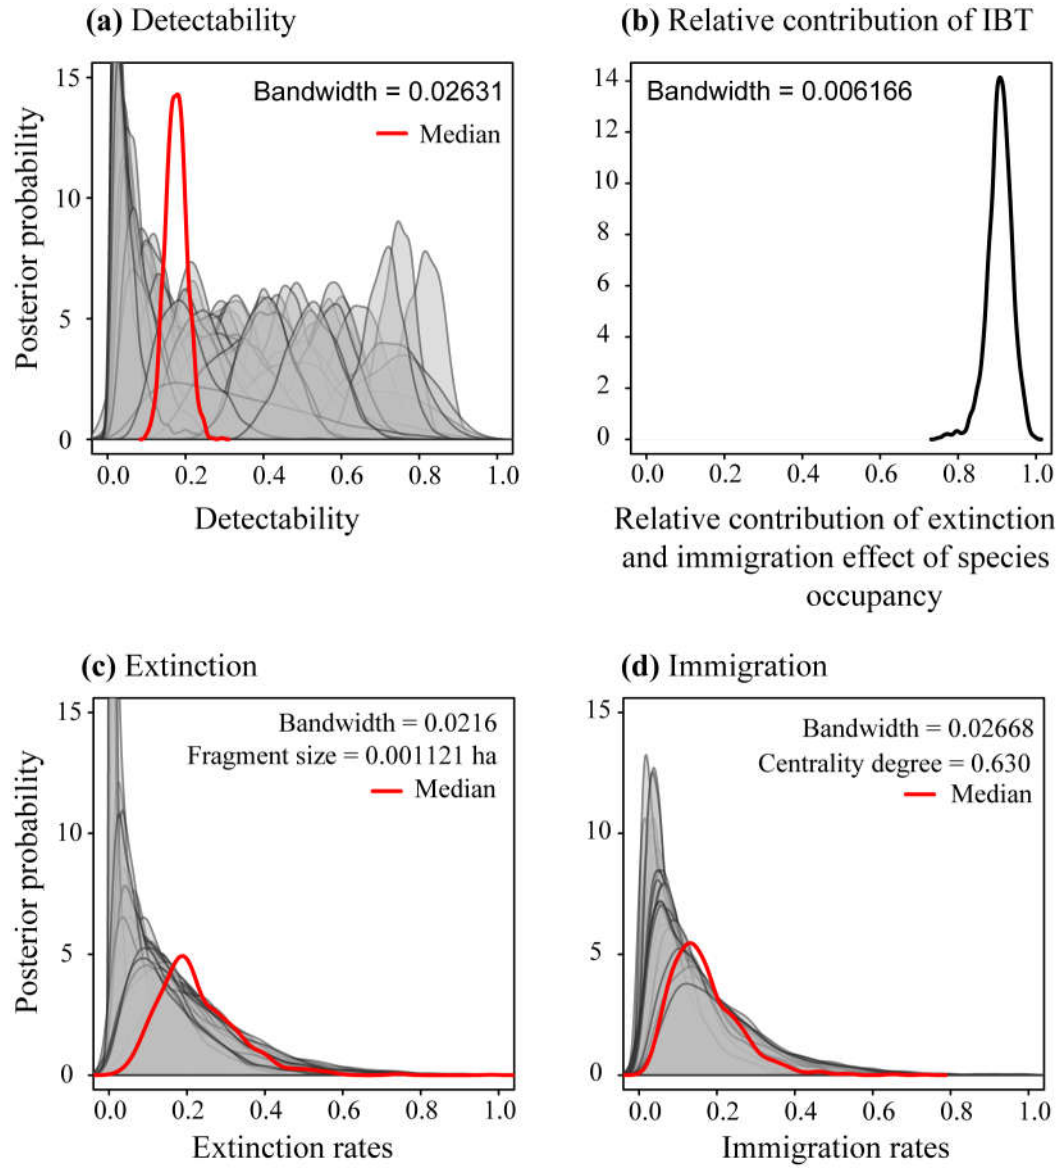 (a) Detectability
Bandwidth = 0.02631
Median
Posterior probability
15
10
5
0
0.0 0.2 0.4 0.6 0.8 1.0
Detectability
(b) Relative contribution of IBT
Bandwidth = 0.006166
14
12
10
8
6
4
2
0
0.0 0.2 0.4 0.6 0.8 1.0
Relative contribution of extinction
and immigration effect of species
occupancy
(c) Extinction
Bandwidth = 0.0216
Fragment size = 0.001121 ha
Median
Posterior probability
15
10
5
0
0.0 0.2 0.4 0.6 0.8 1.0
Extinction rates
(d) Immigration
Bandwidth = 0.02668
Centrality degree = 0.630
Median
15
10
5
0
0.0 0.2 0.4 0.6 0.8 1.0
Immigration rates